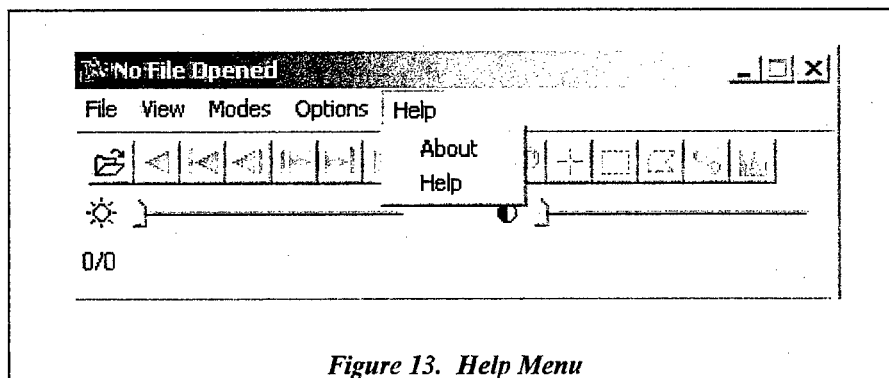 No File Opened
File View Modes Options Help
About
Help
0/0
Figure 13. Help Menu